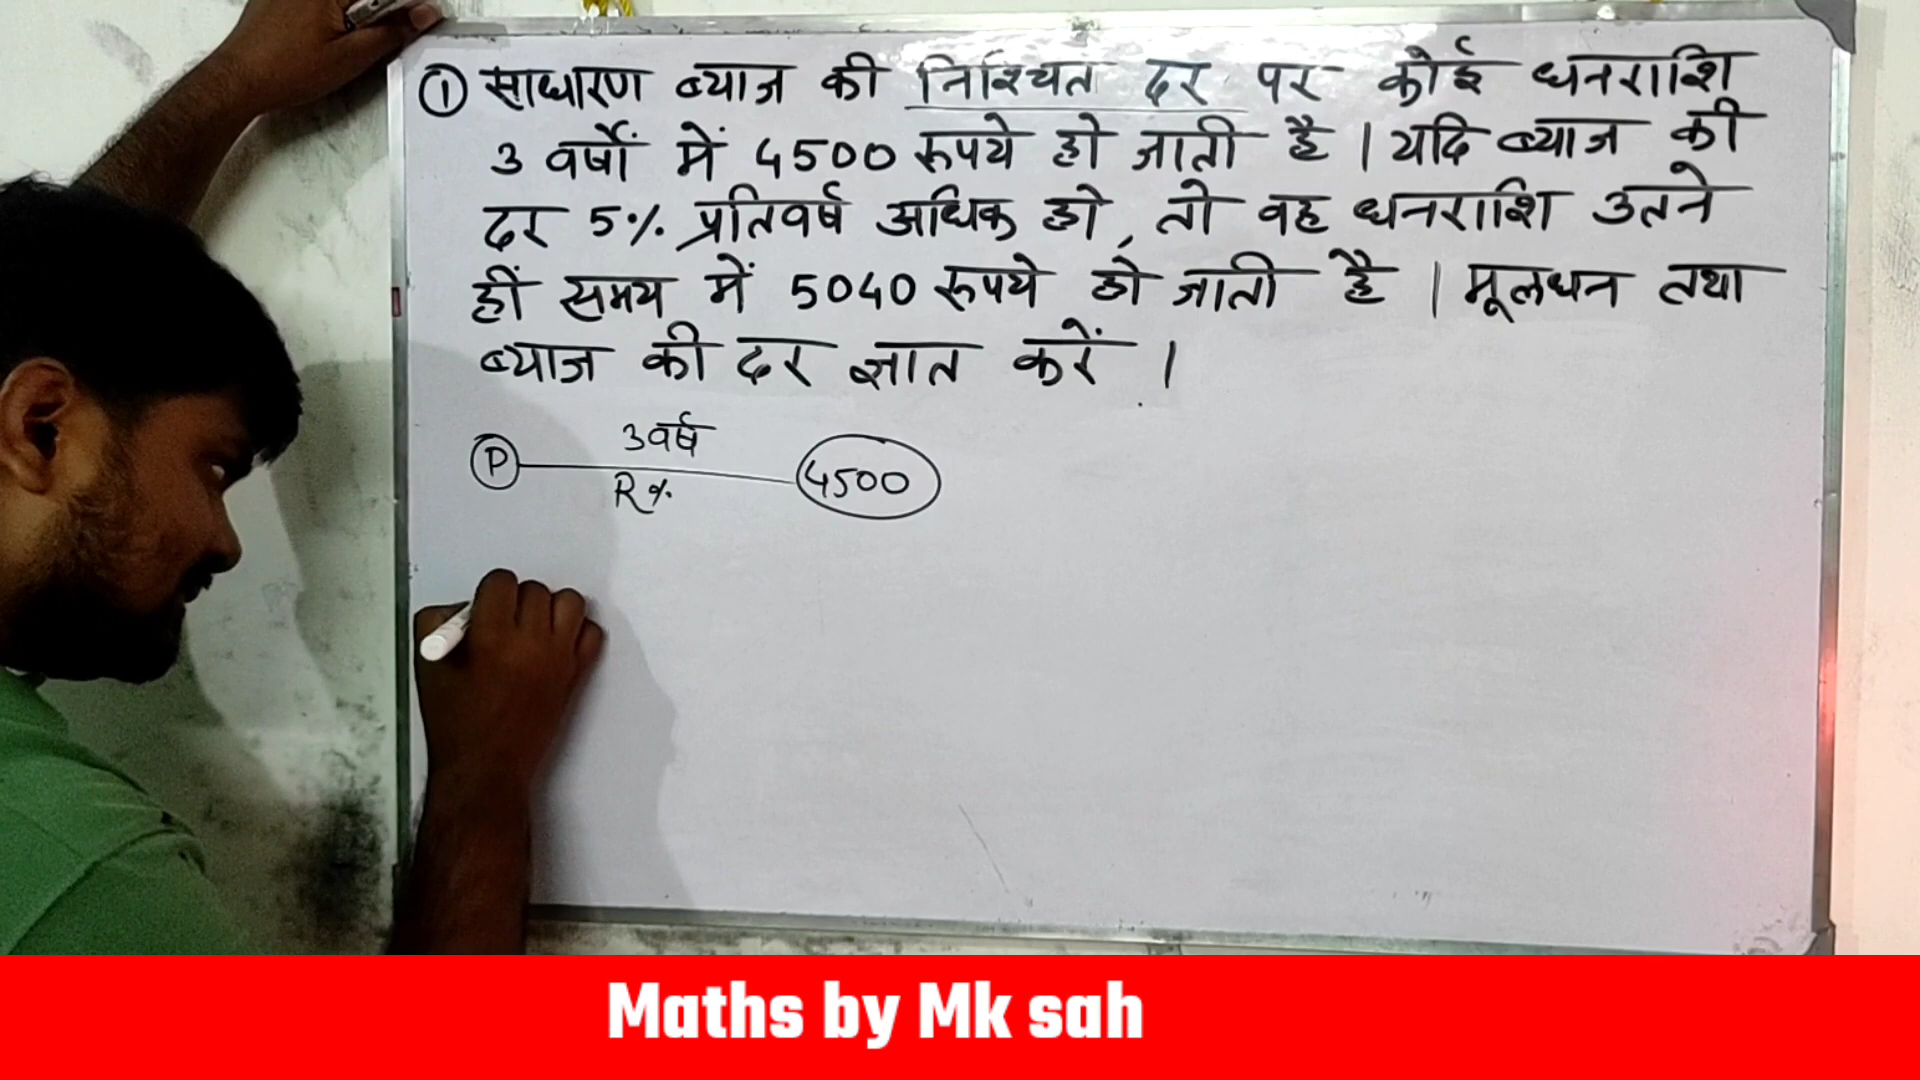 ① साधारण ब्याज की निश्चित दर पर कोई धनराशि
3 वर्षों में 4500 रूपये हो जाती है । यदि ब्याज की
दर 5% प्रतिवर्ष अधिक हो, तो वह धनराशि उतने
हीं समय में 5040 रूपये हो जाती है । मूलधन तथा
ब्याज की दर ज्ञात करें ।
3 वर्ष
P 4500
R%
Maths by Mk sah